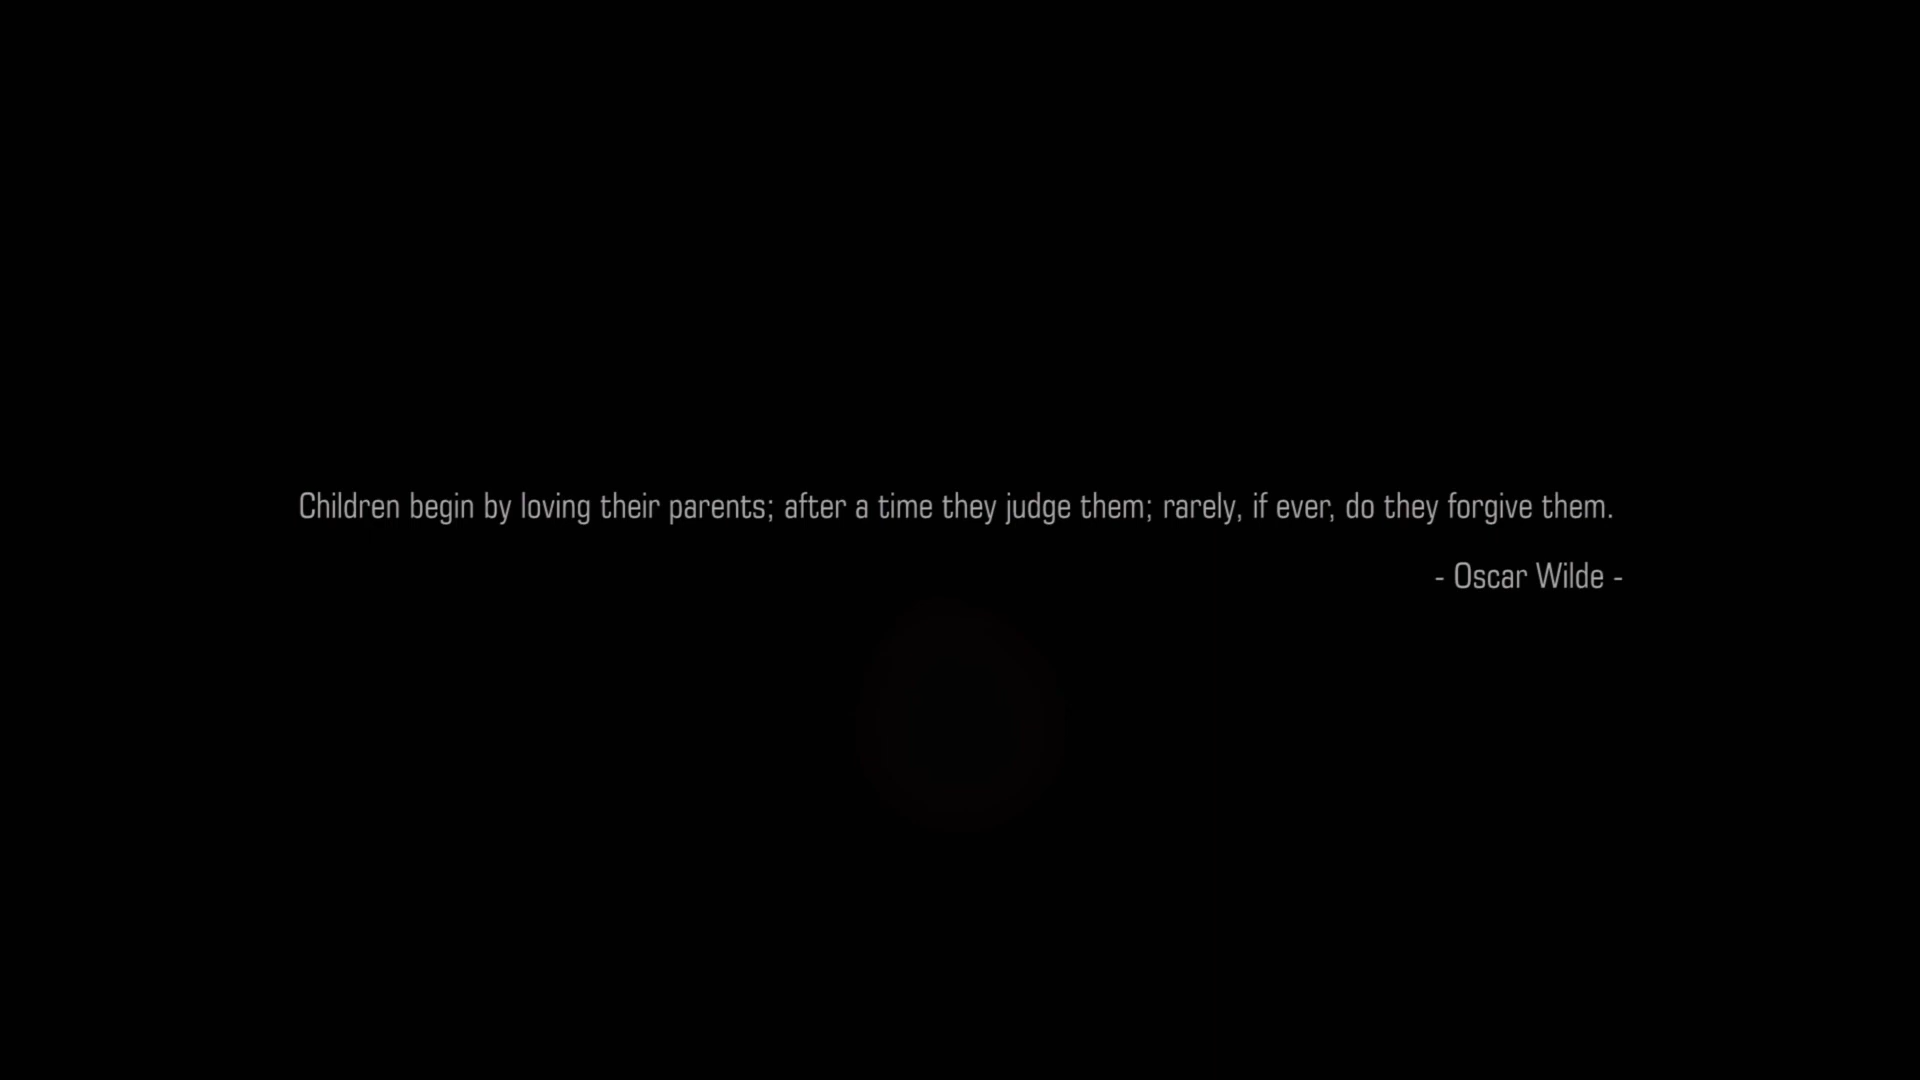 Children begin by loving their parents; after a time they judge them; rarely, if ever, do they forgive them.
- Oscar Wilde -